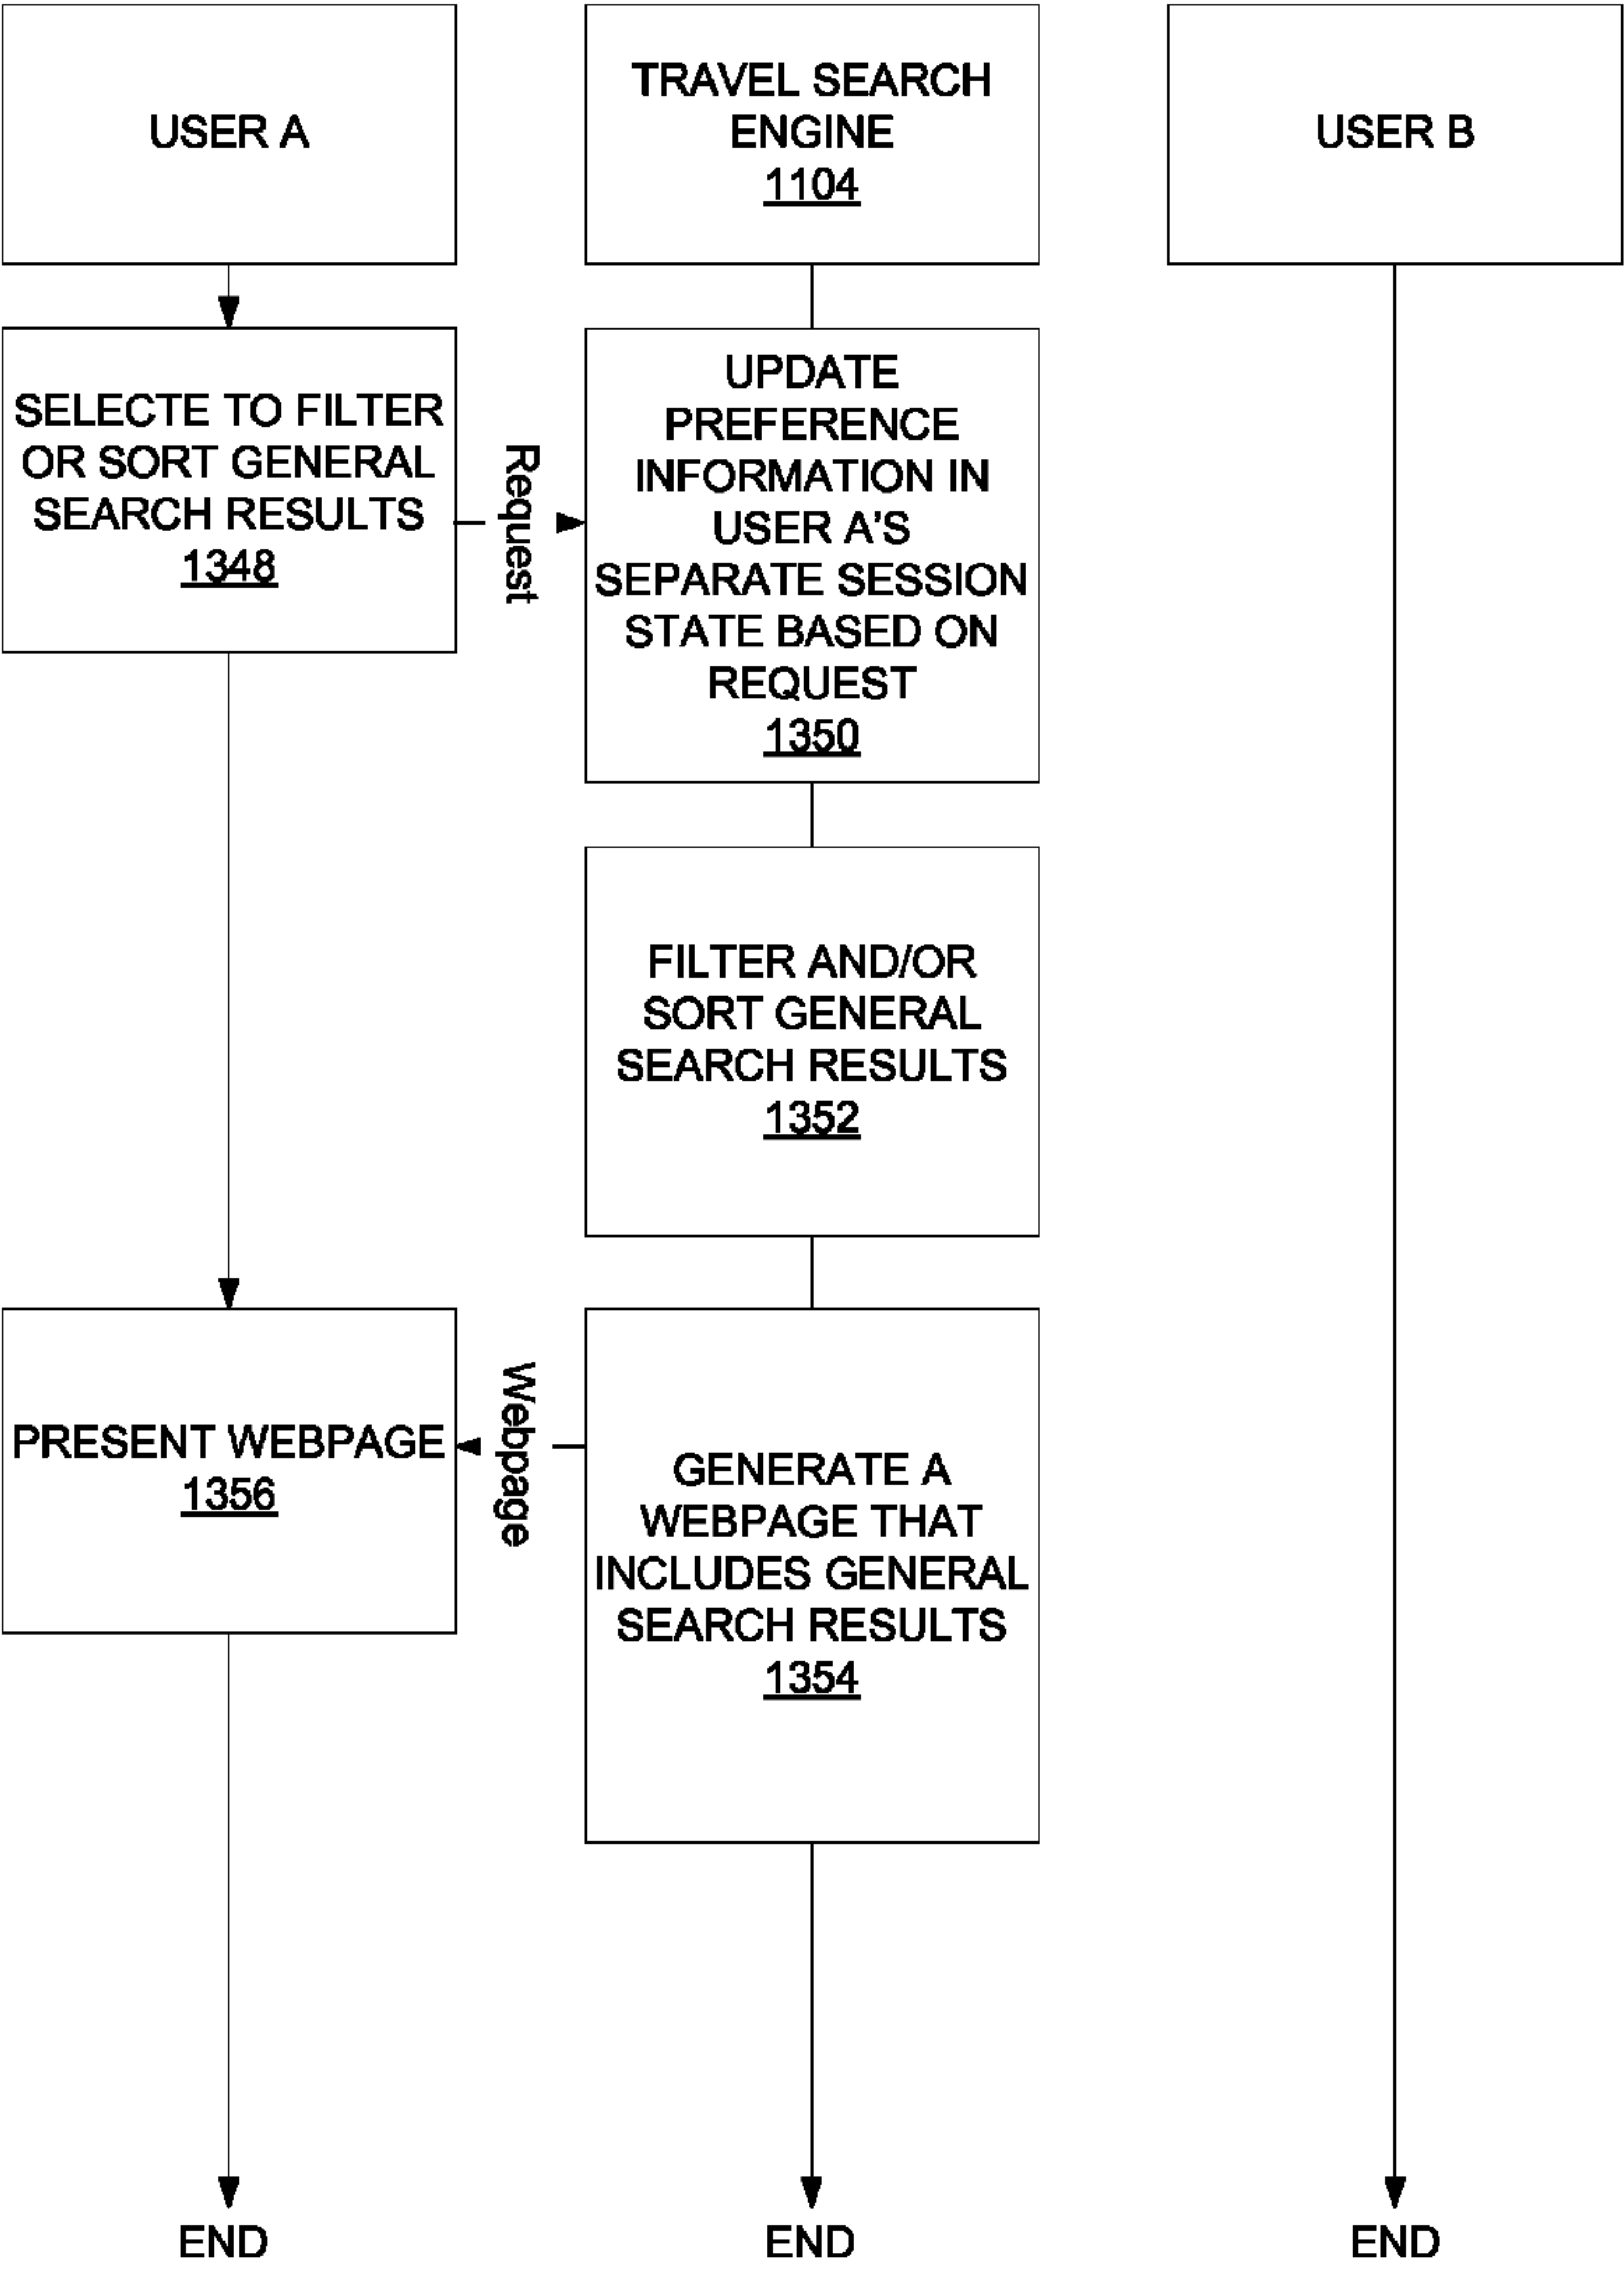 USER A
TRAVEL SEARCH
ENGINE
1104
USER B
SELECTE TO FILTER
OR SORT GENERAL
SEARCH RESULTS
1348
Request
UPDATE
PREFERENCE
INFORMATION IN
USER A'S
SEPARATE SESSION
STATE BASED ON
REQUEST
1350
FILTER AND/OR
SORT GENERAL
SEARCH RESULTS
1352
PRESENT WEBPAGE
1356
Webpage
GENERATE A
WEBPAGE THAT
INCLUDES GENERAL
SEARCH RESULTS
1354
END
END
END